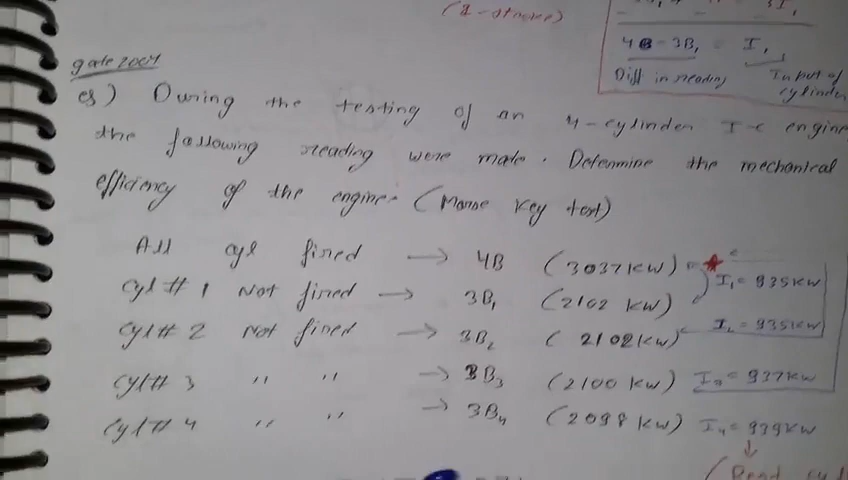 (2-stroke)
3I1
4B - 3B1 = I1
Diff in reading Input of cylinder
gate 2004
es) During the testing of an 4-cylinder I-C engine
the following reading were made. Determine the mechanical
efficiency of the engine. (Morse Key test)
All cyl fired → 4B (3037 KW)
I1 = 935 KW
Cyl # 1 Not fired → 3B1 (2102 KW)
I2 = 935 KW
Cyl # 2 Not fired → 3B2 (2102 KW)
Cyl # 3 " " → 3B3 (2100 KW) I3 = 937 KW
Cyl # 4 " " → 3B4 (2098 KW) I4 = 939 KW